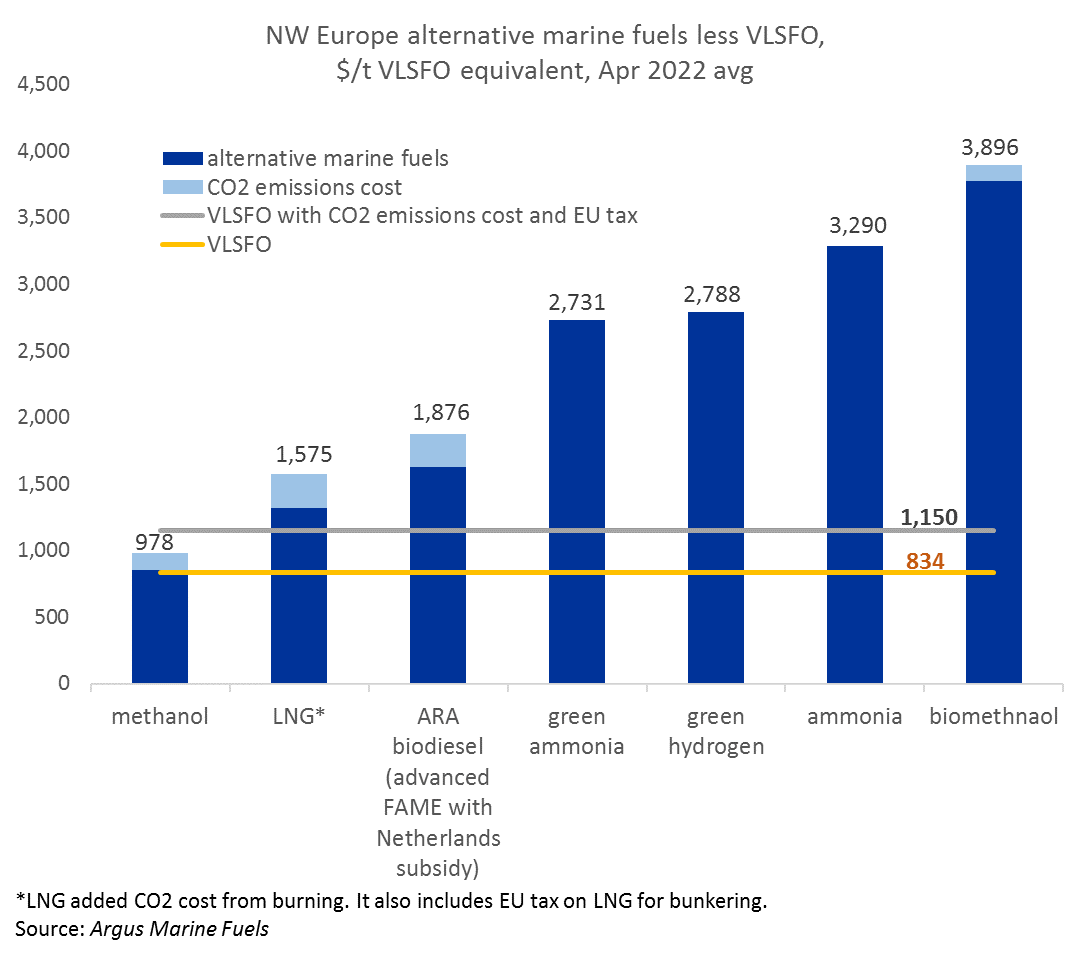 NW Europe alternative marine fuels less VLSFO,
$/t VLSFO equivalent, Apr 2022 avg
4,500
4,000
3,500
3,000
2,500
2,000
1,500
1,000
500
0
alternative marine fuels
CO2 emissions cost
VLSFO with CO2 emissions cost and EU tax
VLSFO
978
1,575
1,876
2,731
2,788
3,290
3,896
1,150
834
methanol
LNG*
ARA
biodiesel
(advanced
FAME with
Netherlands
subsidy)
green
ammonia
green
hydrogen
ammonia
biomethnaol
*LNG added CO2 cost from burning. It also includes EU tax on LNG for bunkering.
Source: Argus Marine Fuels